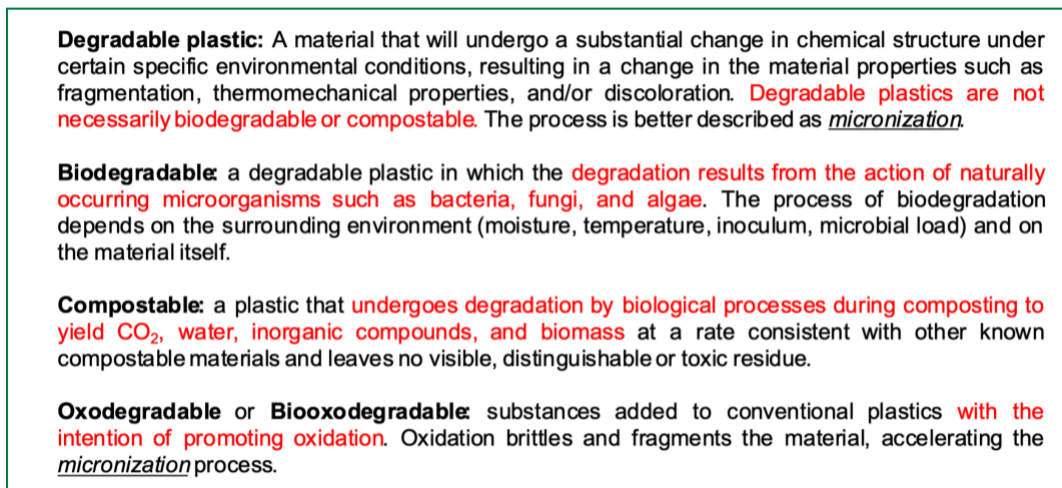 Degradable plastic: A material that will undergo a substantial change in chemical structure under
certain specific environmental conditions, resulting in a change in the material properties such as
fragmentation, thermomechanical properties, and/or discoloration. Degradable plastics are not
necessarily biodegradable or compostable. The process is better described as micronization.
Biodegradable: a degradable plastic in which the degradation results from the action of naturally
occurring microorganisms such as bacteria, fungi, and algae. The process of biodegradation
depends on the surrounding environment (moisture, temperature, inoculum, microbial load) and on
the material itself.
Compostable: a plastic that undergoes degradation by biological processes during composting to
yield CO₂, water, inorganic compounds, and biomass at a rate consistent with other known
compostable materials and leaves no visible, distinguishable or toxic residue.
Oxodegradable or Biooxodegradable: substances added to conventional plastics with the
intention of promoting oxidation. Oxidation brittles and fragments the material, accelerating the
micronization process.